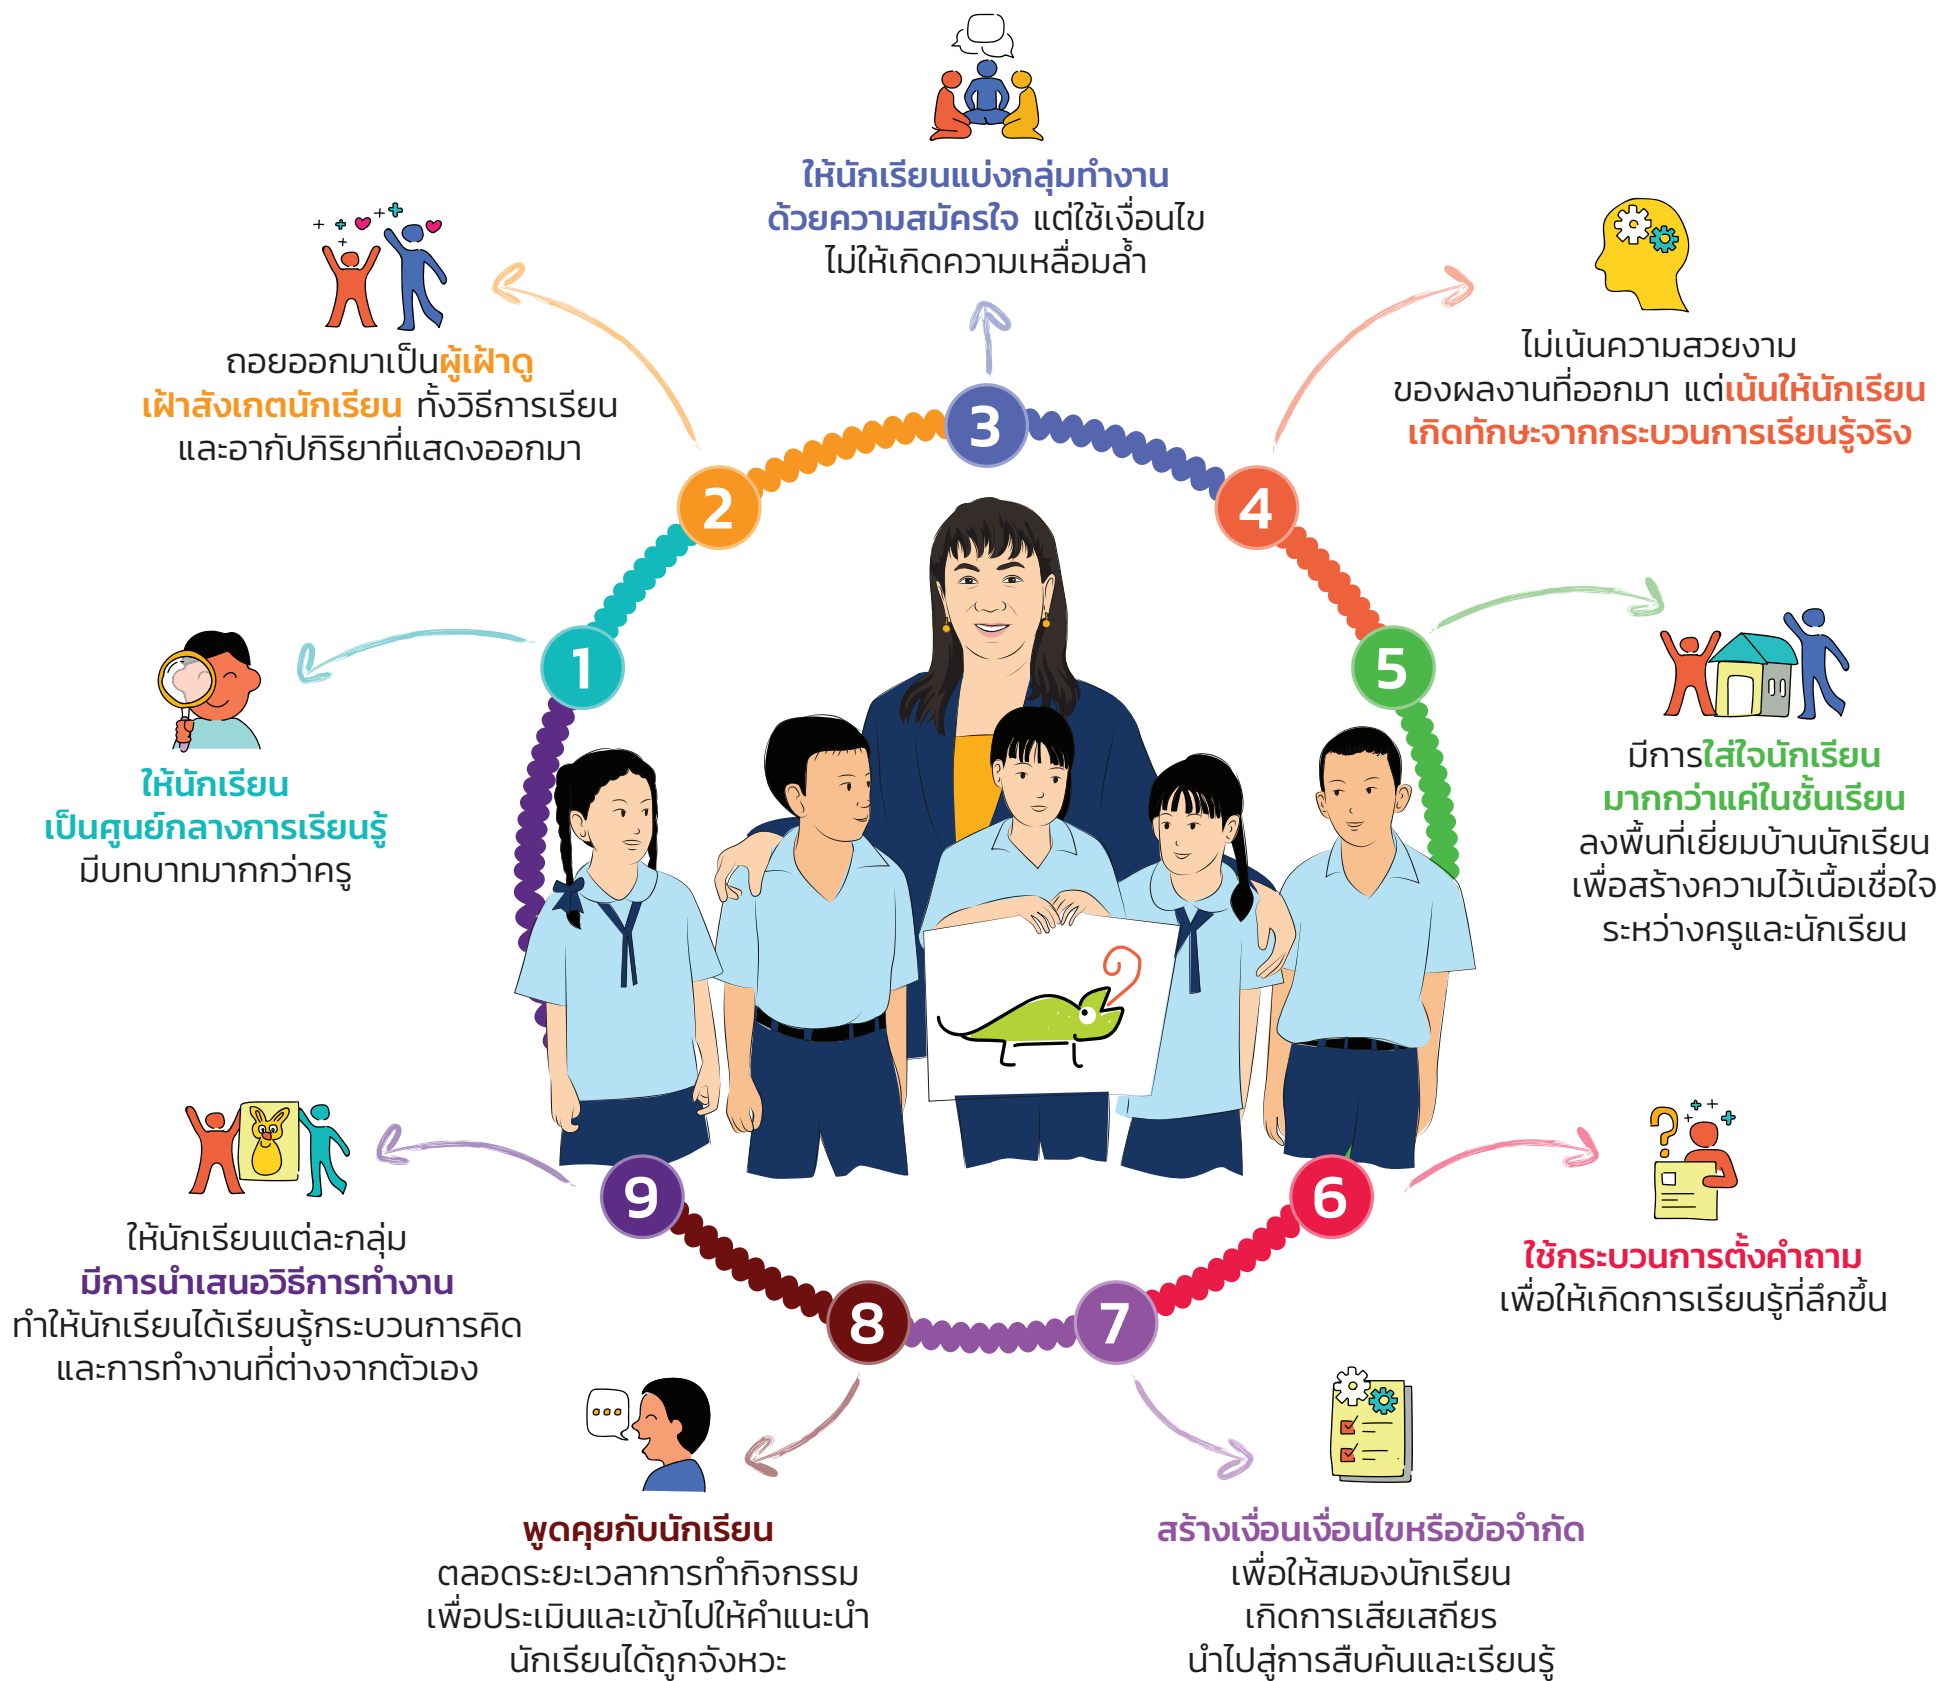 1
ให้นักเรียน
เป็นศูนย์กลางการเรียนรู้
มีบทบาทมากกว่าครู
2
ถอยออกมาเป็นผู้เฝ้าดู
เฝ้าสังเกตนักเรียน ทั้งวิธีการเรียน
และอากัปกิริยาที่แสดงออกมา
3
ให้นักเรียนแบ่งกลุ่มทำงาน
ด้วยความสมัครใจ แต่ใช้เงื่อนไข
ไม่ให้เกิดความเหลื่อมล้ำ
4
ไม่เน้นความสวยงาม
ของผลงานที่ออกมา แต่เน้นให้นักเรียน
เกิดทักษะจากกระบวนการเรียนรู้จริง
5
มีการใส่ใจนักเรียน
มากกว่าแค่ในชั้นเรียน
ลงพื้นที่เยี่ยมบ้านนักเรียน
เพื่อสร้างความไว้เนื้อเชื่อใจ
ระหว่างครูและนักเรียน
6
ใช้กระบวนการตั้งคำถาม
เพื่อให้เกิดการเรียนรู้ที่ลึกขึ้น
7
สร้างเงื่อนเงื่อนไขหรือข้อจำกัด
เพื่อให้สมองนักเรียน
เกิดการเสียเสถียร
นำไปสู่การสืบค้นและเรียนรู้
8
พูดคุยกับนักเรียน
ตลอดระยะเวลาการทำกิจกรรม
เพื่อประเมินและเข้าไปให้คำแนะนำ
นักเรียนได้ถูกจังหวะ
9
ให้นักเรียนแต่ละกลุ่ม
มีการนำเสนอวิธีการทำงาน
ทำให้นักเรียนได้เรียนรู้กระบวนการคิด
และการทำงานที่ต่างจากตัวเอง